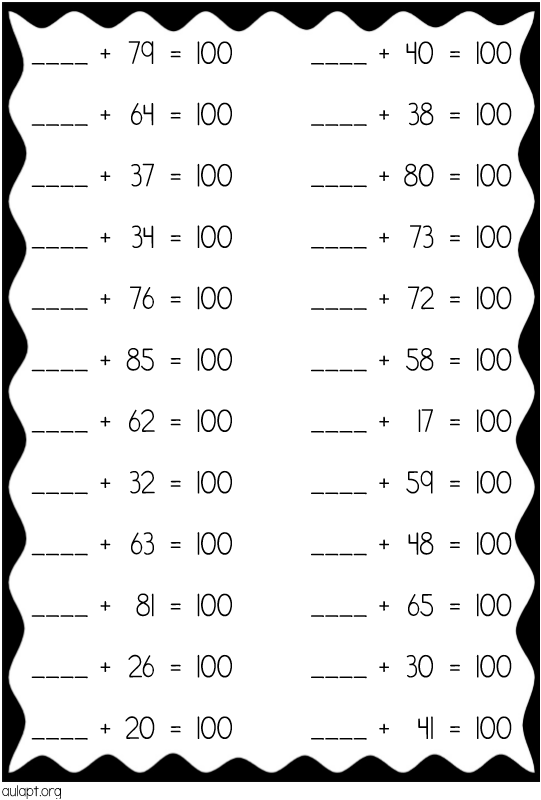 ____ + 79 = 100 ____ + 40 = 100
____ + 64 = 100 ____ + 38 = 100
____ + 37 = 100 ____ + 80 = 100
____ + 34 = 100 ____ + 73 = 100
____ + 76 = 100 ____ + 72 = 100
____ + 85 = 100 ____ + 58 = 100
____ + 62 = 100 ____ + 17 = 100
____ + 32 = 100 ____ + 59 = 100
____ + 63 = 100 ____ + 48 = 100
____ + 81 = 100 ____ + 65 = 100
____ + 26 = 100 ____ + 30 = 100
____ + 20 = 100 ____ + 41 = 100
aulapt.org